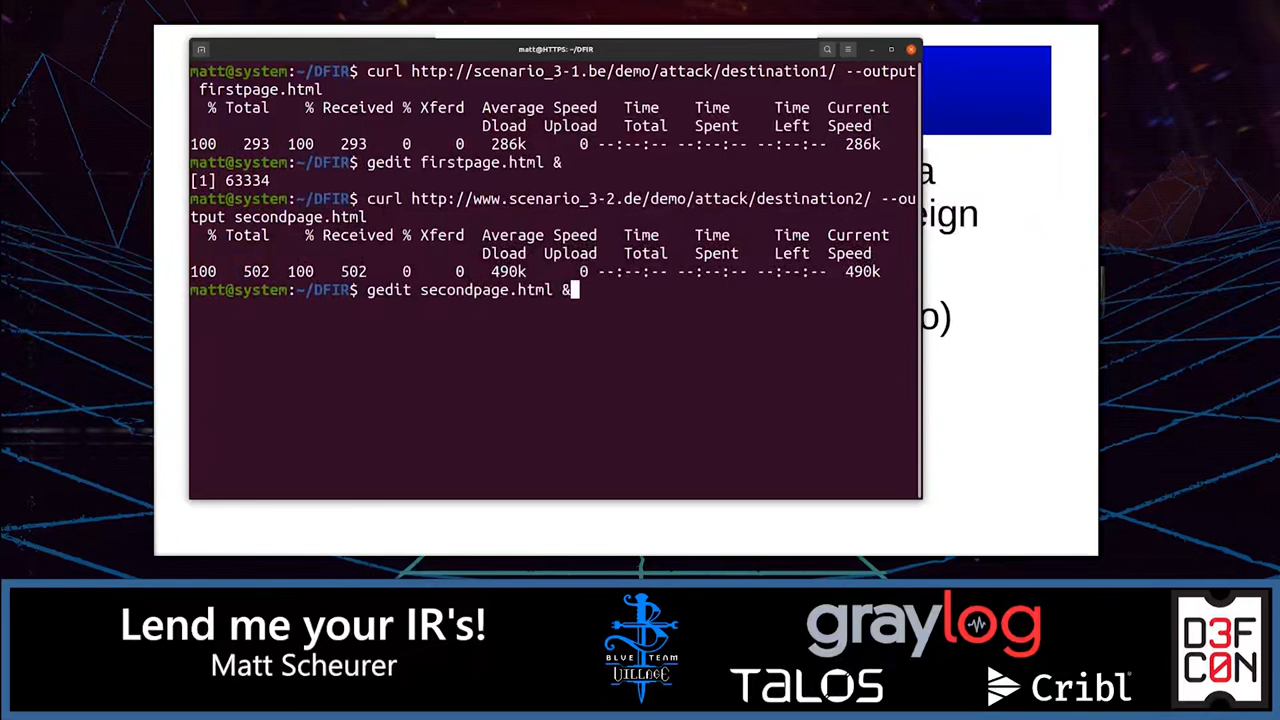 matt@HTTPS: ~/DFIR
matt@system:~/DFIR$ curl http://scenario_3-1.be/demo/attack/destination1/ --output
firstpage.html
% Total % Received % Xferd Average Speed Time Time Time Current
Dload Upload Total Spent Left Speed
100 293 100 293 0 0 286k 0 --:--:-- --:--:-- --:--:-- 286k
matt@system:~/DFIR$ gedit firstpage.html &
[1] 63334
matt@system:~/DFIR$ curl http://www.scenario_3-2.de/demo/attack/destination2/ --ou
tput secondpage.html
% Total % Received % Xferd Average Speed Time Time Time Current
Dload Upload Total Spent Left Speed
100 502 100 502 0 0 490k 0 --:--:-- --:--:-- --:--:-- 490k
matt@system:~/DFIR$ gedit secondpage.html &
a
eign
o)
Lend me your IR's!
Matt Scheurer
BLUE TEAM
VILLAGE
graylog
TALOS
Cribl
D3F
C0N